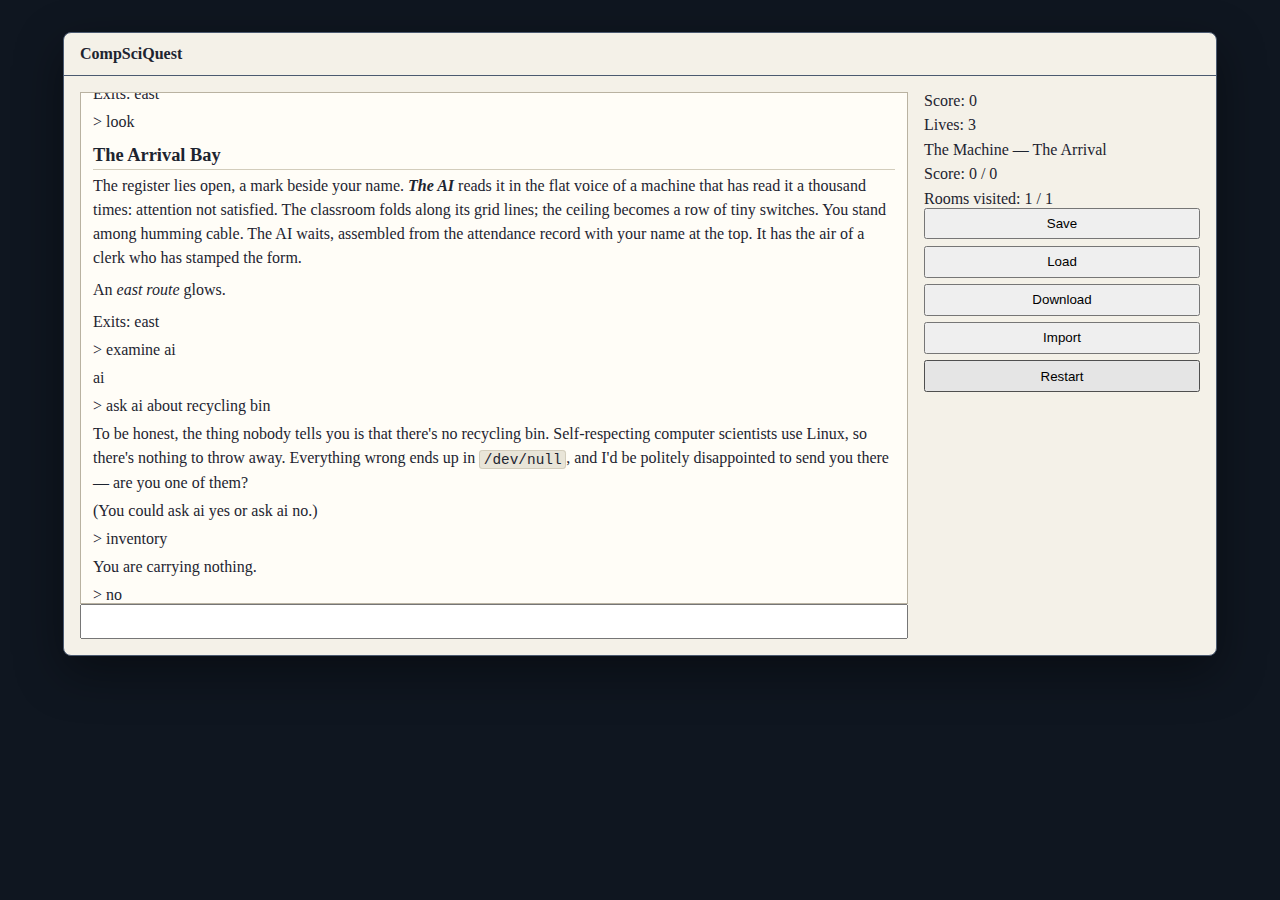 CompSciQuest
Exits: east
> look
The Arrival Bay
The register lies open, a mark beside your name. The AI reads it in the flat voice of a machine that has read it a thousand
times: attention not satisfied. The classroom folds along its grid lines; the ceiling becomes a row of tiny switches. You stand
among humming cable. The AI waits, assembled from the attendance record with your name at the top. It has the air of a
clerk who has stamped the form.
An east route glows.
Exits: east
> examine ai
ai
> ask ai about recycling bin
To be honest, the thing nobody tells you is that there's no recycling bin. Self-respecting computer scientists use Linux, so
there's nothing to throw away. Everything wrong ends up in /dev/null, and I'd be politely disappointed to send you there
— are you one of them?
(You could ask ai yes or ask ai no.)
> inventory
You are carrying nothing.
> no
Score: 0
Lives: 3
The Machine — The Arrival
Score: 0 / 0
Rooms visited: 1 / 1
Save
Load
Download
Import
Restart